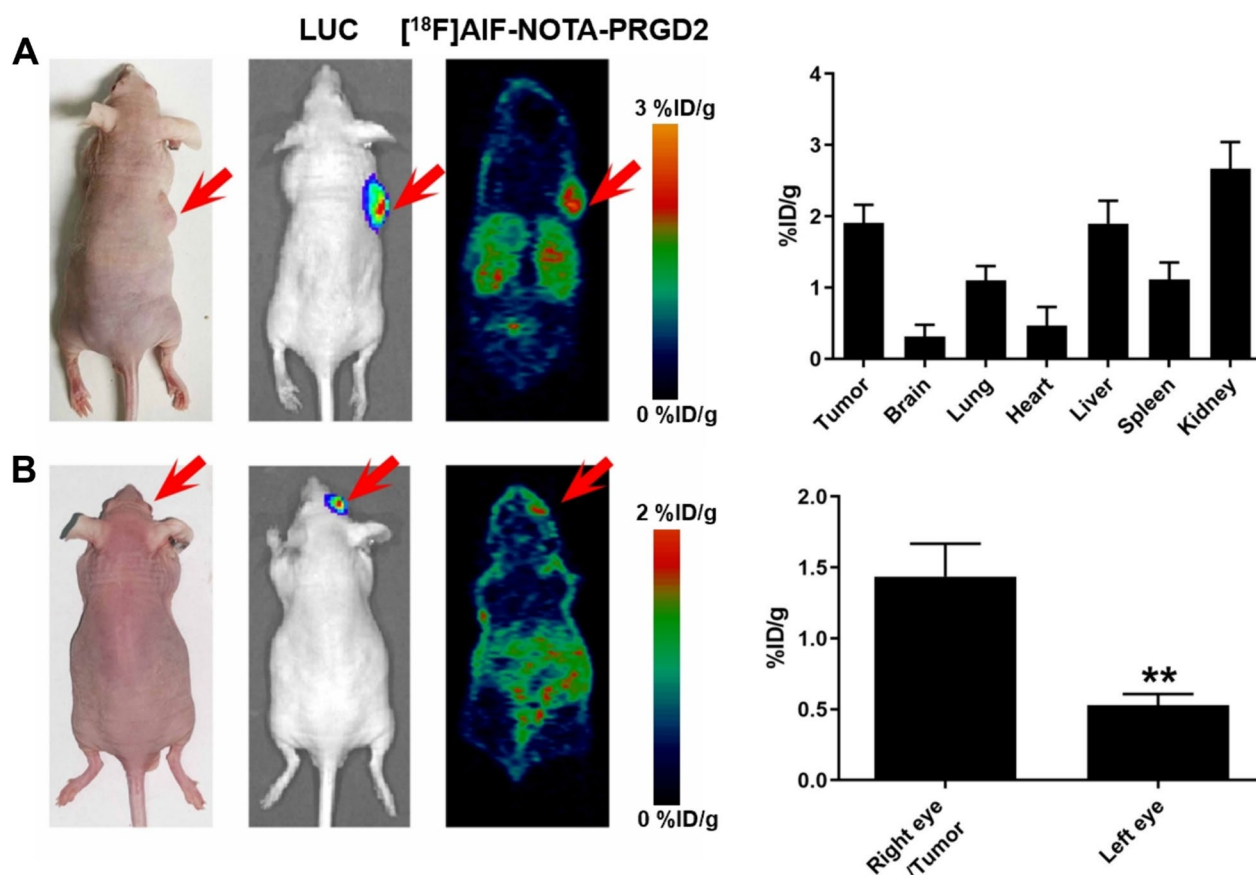 A
LUC
[¹⁸F]AIF-NOTA-PRGD2
3 %ID/g
0 %ID/g
%ID/g
4
3
2
1
0
Tumor
Brain
Lung
Heart
Liver
Spleen
Kidney
B
2 %ID/g
0 %ID/g
%ID/g
2.0
1.5
1.0
0.5
0.0
**
Right eye
/Tumor
Left eye